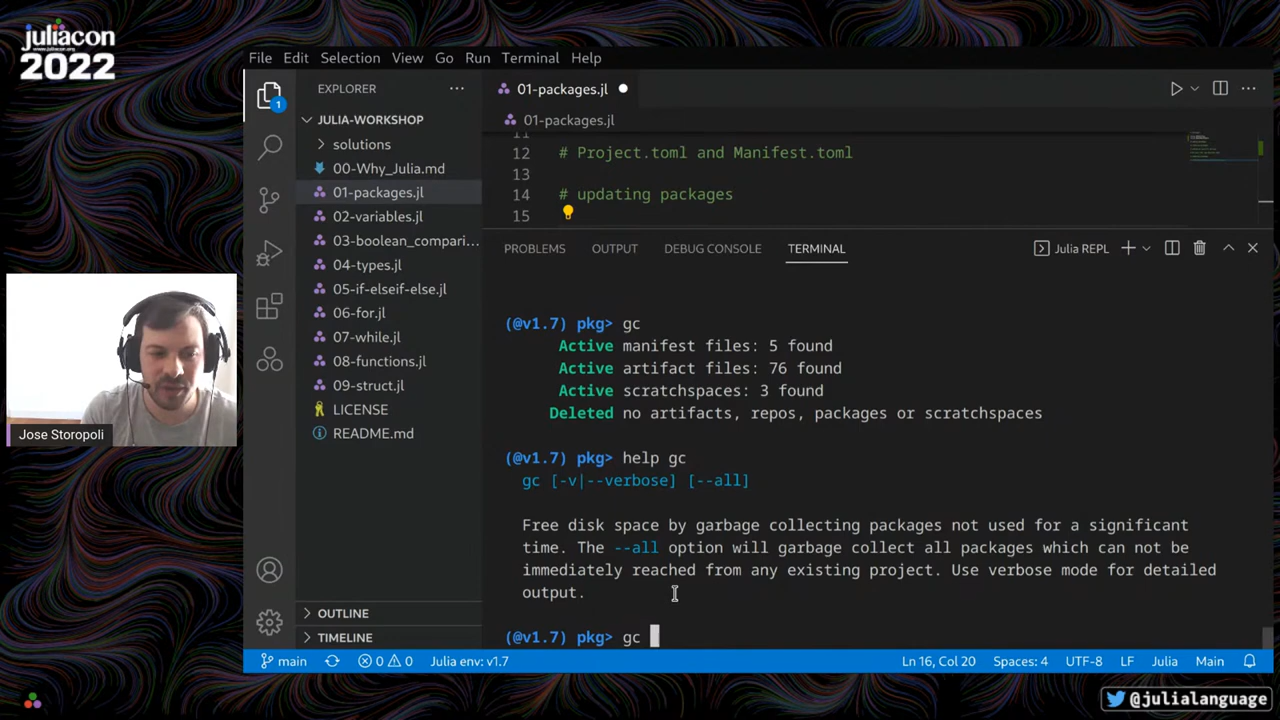 juliacon
www.juliacon.org
2022
File Edit Selection View Go Run Terminal Help
EXPLORER
01-packages.jl
JULIA-WORKSHOP
01-packages.jl
solutions
00-Why_Julia.md
01-packages.jl
02-variables.jl
03-boolean_compari...
04-types.jl
05-if-elseif-else.jl
06-for.jl
07-while.jl
08-functions.jl
09-struct.jl
LICENSE
README.md
OUTLINE
TIMELINE
1
11
12 # Project.toml and Manifest.toml
13
14 # updating packages
15
PROBLEMS OUTPUT DEBUG CONSOLE TERMINAL Julia REPL
(@v1.7) pkg> gc
Active manifest files: 5 found
Active artifact files: 76 found
Active scratchspaces: 3 found
Deleted no artifacts, repos, packages or scratchspaces
(@v1.7) pkg> help gc
gc [-v|--verbose] [--all]
Free disk space by garbage collecting packages not used for a significant
time. The --all option will garbage collect all packages which can not be
immediately reached from any existing project. Use verbose mode for detailed
output.
(@v1.7) pkg> gc
main 0 0 Julia env: v1.7 Ln 16, Col 20 Spaces: 4 UTF-8 LF Julia Main
Jose Storopoli
@julialanguage